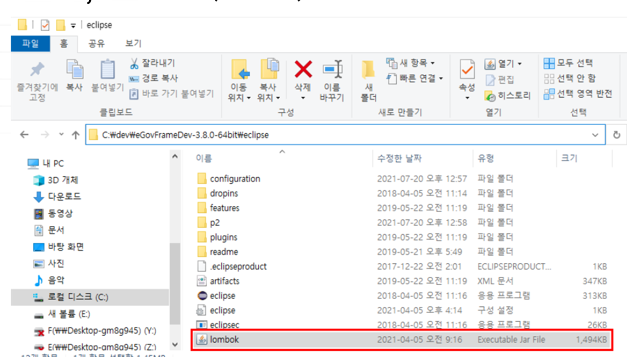 eclipse
파일 홈 공유 보기
즐겨찾기에 고정
복사
붙여넣기
잘라내기
경로 복사
바로 가기 붙여넣기
클립보드
이동 위치
복사 위치
삭제
이름 바꾸기
구성
새 폴더
새 항목
빠른 연결
새로 만들기
속성
열기
편집
히스토리
열기
모두 선택
선택 안 함
선택 영역 반전
선택
C:₩dev₩eGovFrameDev-3.8.0-64bit₩eclipse
내 PC
3D 개체
다운로드
동영상
문서
바탕 화면
사진
음악
로컬 디스크 (C:)
새 볼륨 (E:)
F(₩₩Desktop-gm8g945) (Y:)
E(₩₩Desktop-gm8g945) (Z:)
이름 수정한 날짜 유형 크기
configuration 2021-07-20 오후 12:57 파일 폴더
dropins 2018-04-05 오전 11:14 파일 폴더
features 2019-05-22 오전 11:19 파일 폴더
p2 2021-07-20 오후 12:58 파일 폴더
plugins 2019-05-22 오전 11:19 파일 폴더
readme 2019-05-21 오후 5:49 파일 폴더
.eclipseproduct 2017-12-22 오전 2:01 ECLIPSEPRODUCT... 1KB
artifacts 2019-05-22 오전 11:19 XML 문서 347KB
eclipse 2018-04-05 오전 11:16 응용 프로그램 313KB
eclipse 2021-04-05 오후 4:14 구성 설정 1KB
eclipsec 2018-04-05 오전 11:16 응용 프로그램 26KB
lombok 2021-04-05 오전 9:16 Executable Jar File 1,494KB